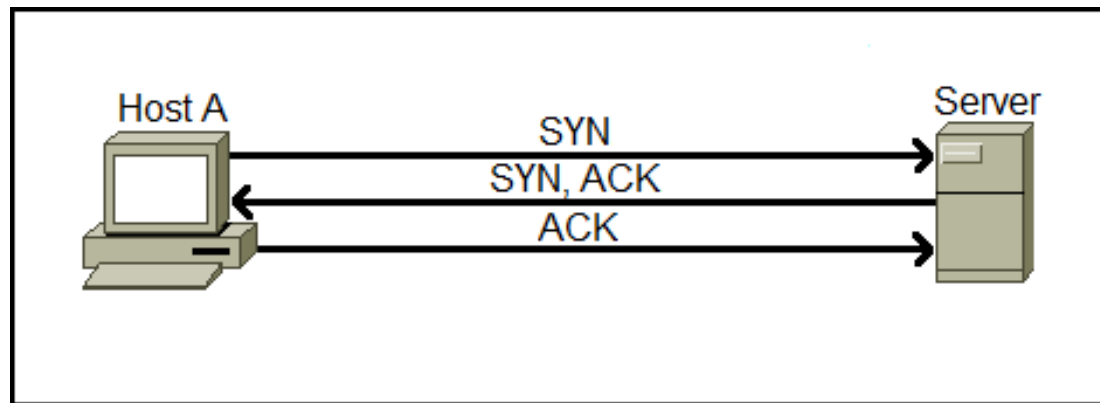 Host A
Server
SYN
SYN, ACK
ACK